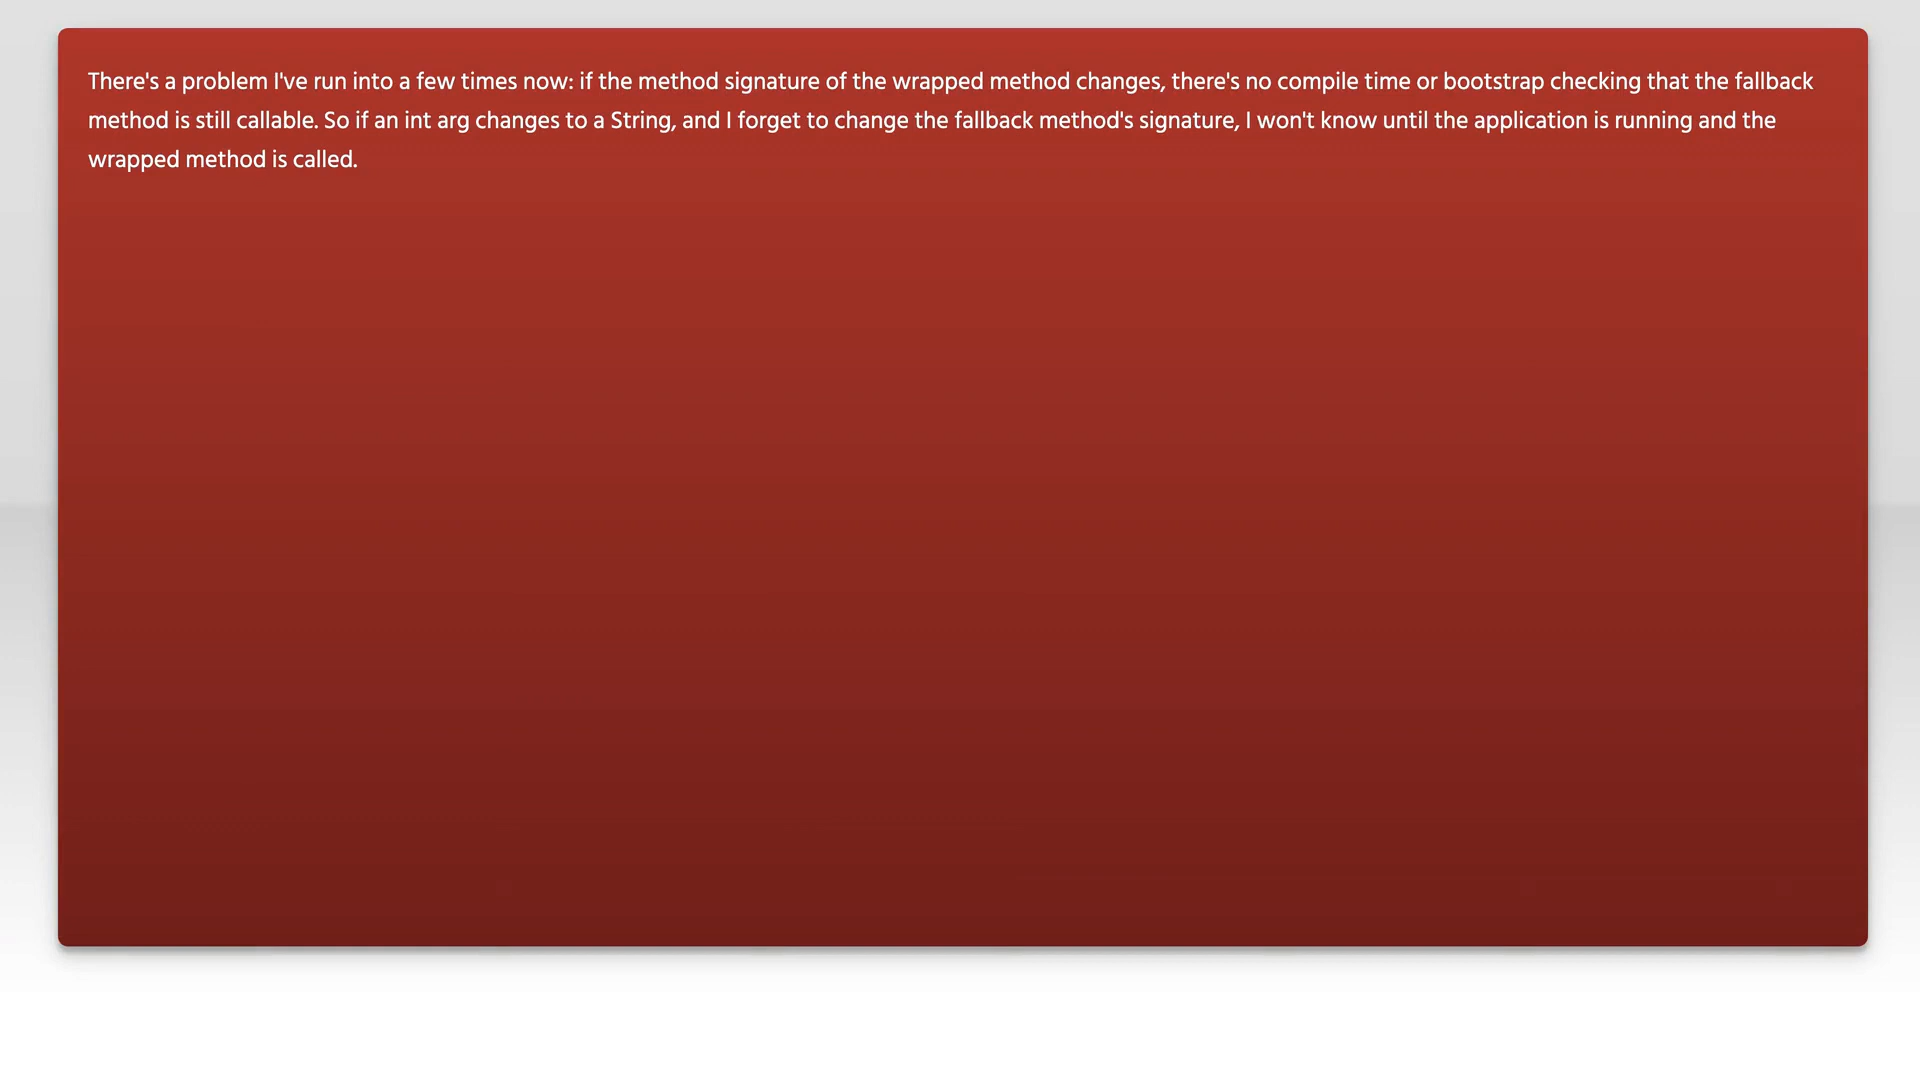 There's a problem I've run into a few times now: if the method signature of the wrapped method changes, there's no compile time or bootstrap checking that the fallback
method is still callable. So if an int arg changes to a String, and I forget to change the fallback method's signature, I won't know until the application is running and the
wrapped method is called.